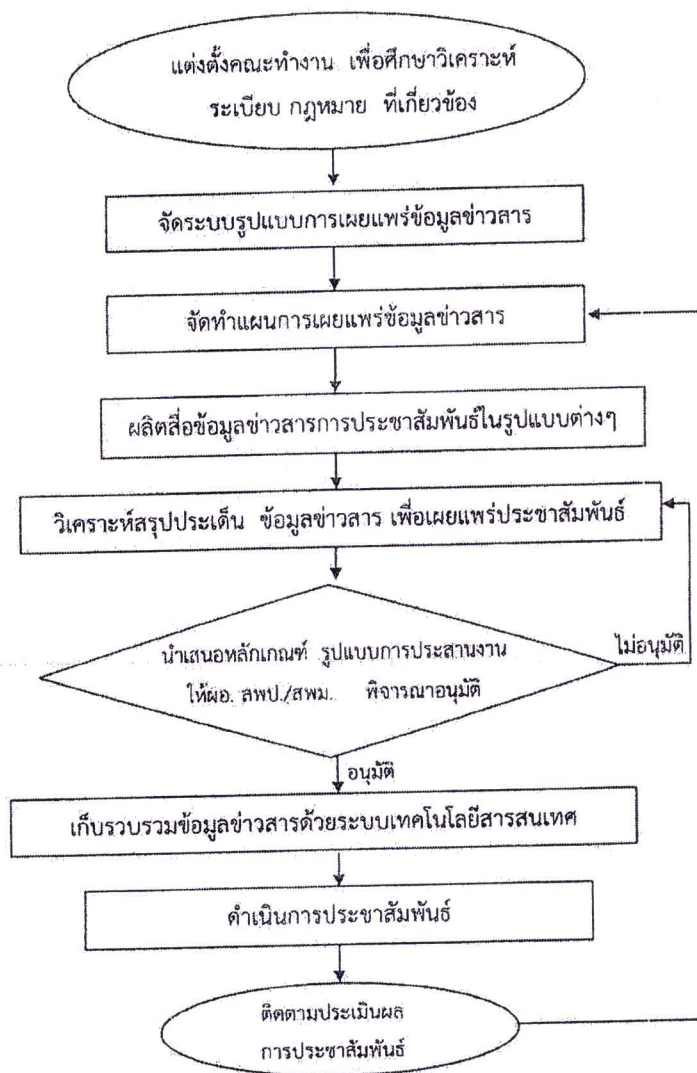 แต่งตั้งคณะทำงาน เพื่อศึกษาวิเคราะห์
ระเบียบ กฎหมาย ที่เกี่ยวข้อง
จัดระบบรูปแบบการเผยแพร่ข้อมูลข่าวสาร
จัดทำแผนการเผยแพร่ข้อมูลข่าวสาร
ผลิตสื่อข้อมูลข่าวสารการประชาสัมพันธ์ในรูปแบบต่างๆ
วิเคราะห์สรุปประเด็น ข้อมูลข่าวสาร เพื่อเผยแพร่ประชาสัมพันธ์
นำเสนอหลักเกณฑ์ รูปแบบการประสานงาน
ให้ผอ. สพป./สพม. พิจารณาอนุมัติ
ไม่อนุมัติ
อนุมัติ
เก็บรวบรวมข้อมูลข่าวสารด้วยระบบเทคโนโลยีสารสนเทศ
ดำเนินการประชาสัมพันธ์
ติดตามประเมินผล
การประชาสัมพันธ์